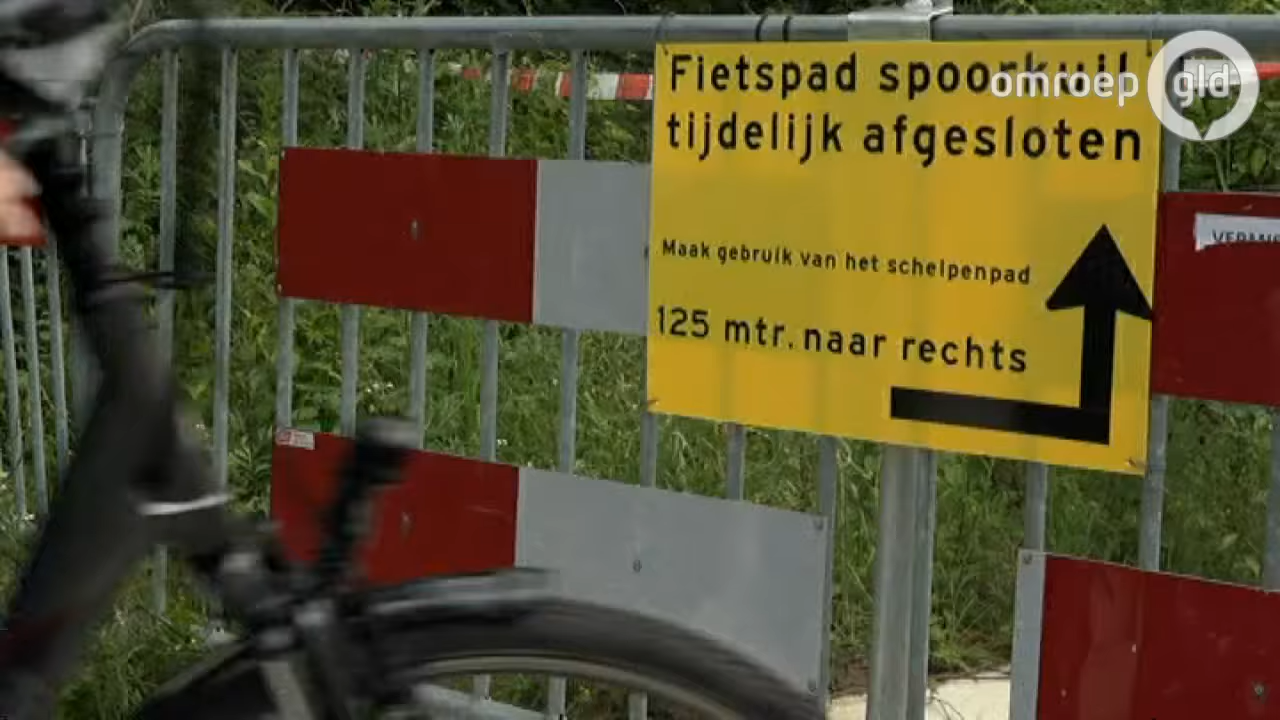 Fietspad spoorkuil
tijdelijk afgesloten
omroep gld
Maak gebruik van het schelpenpad
125 mtr. naar rechts